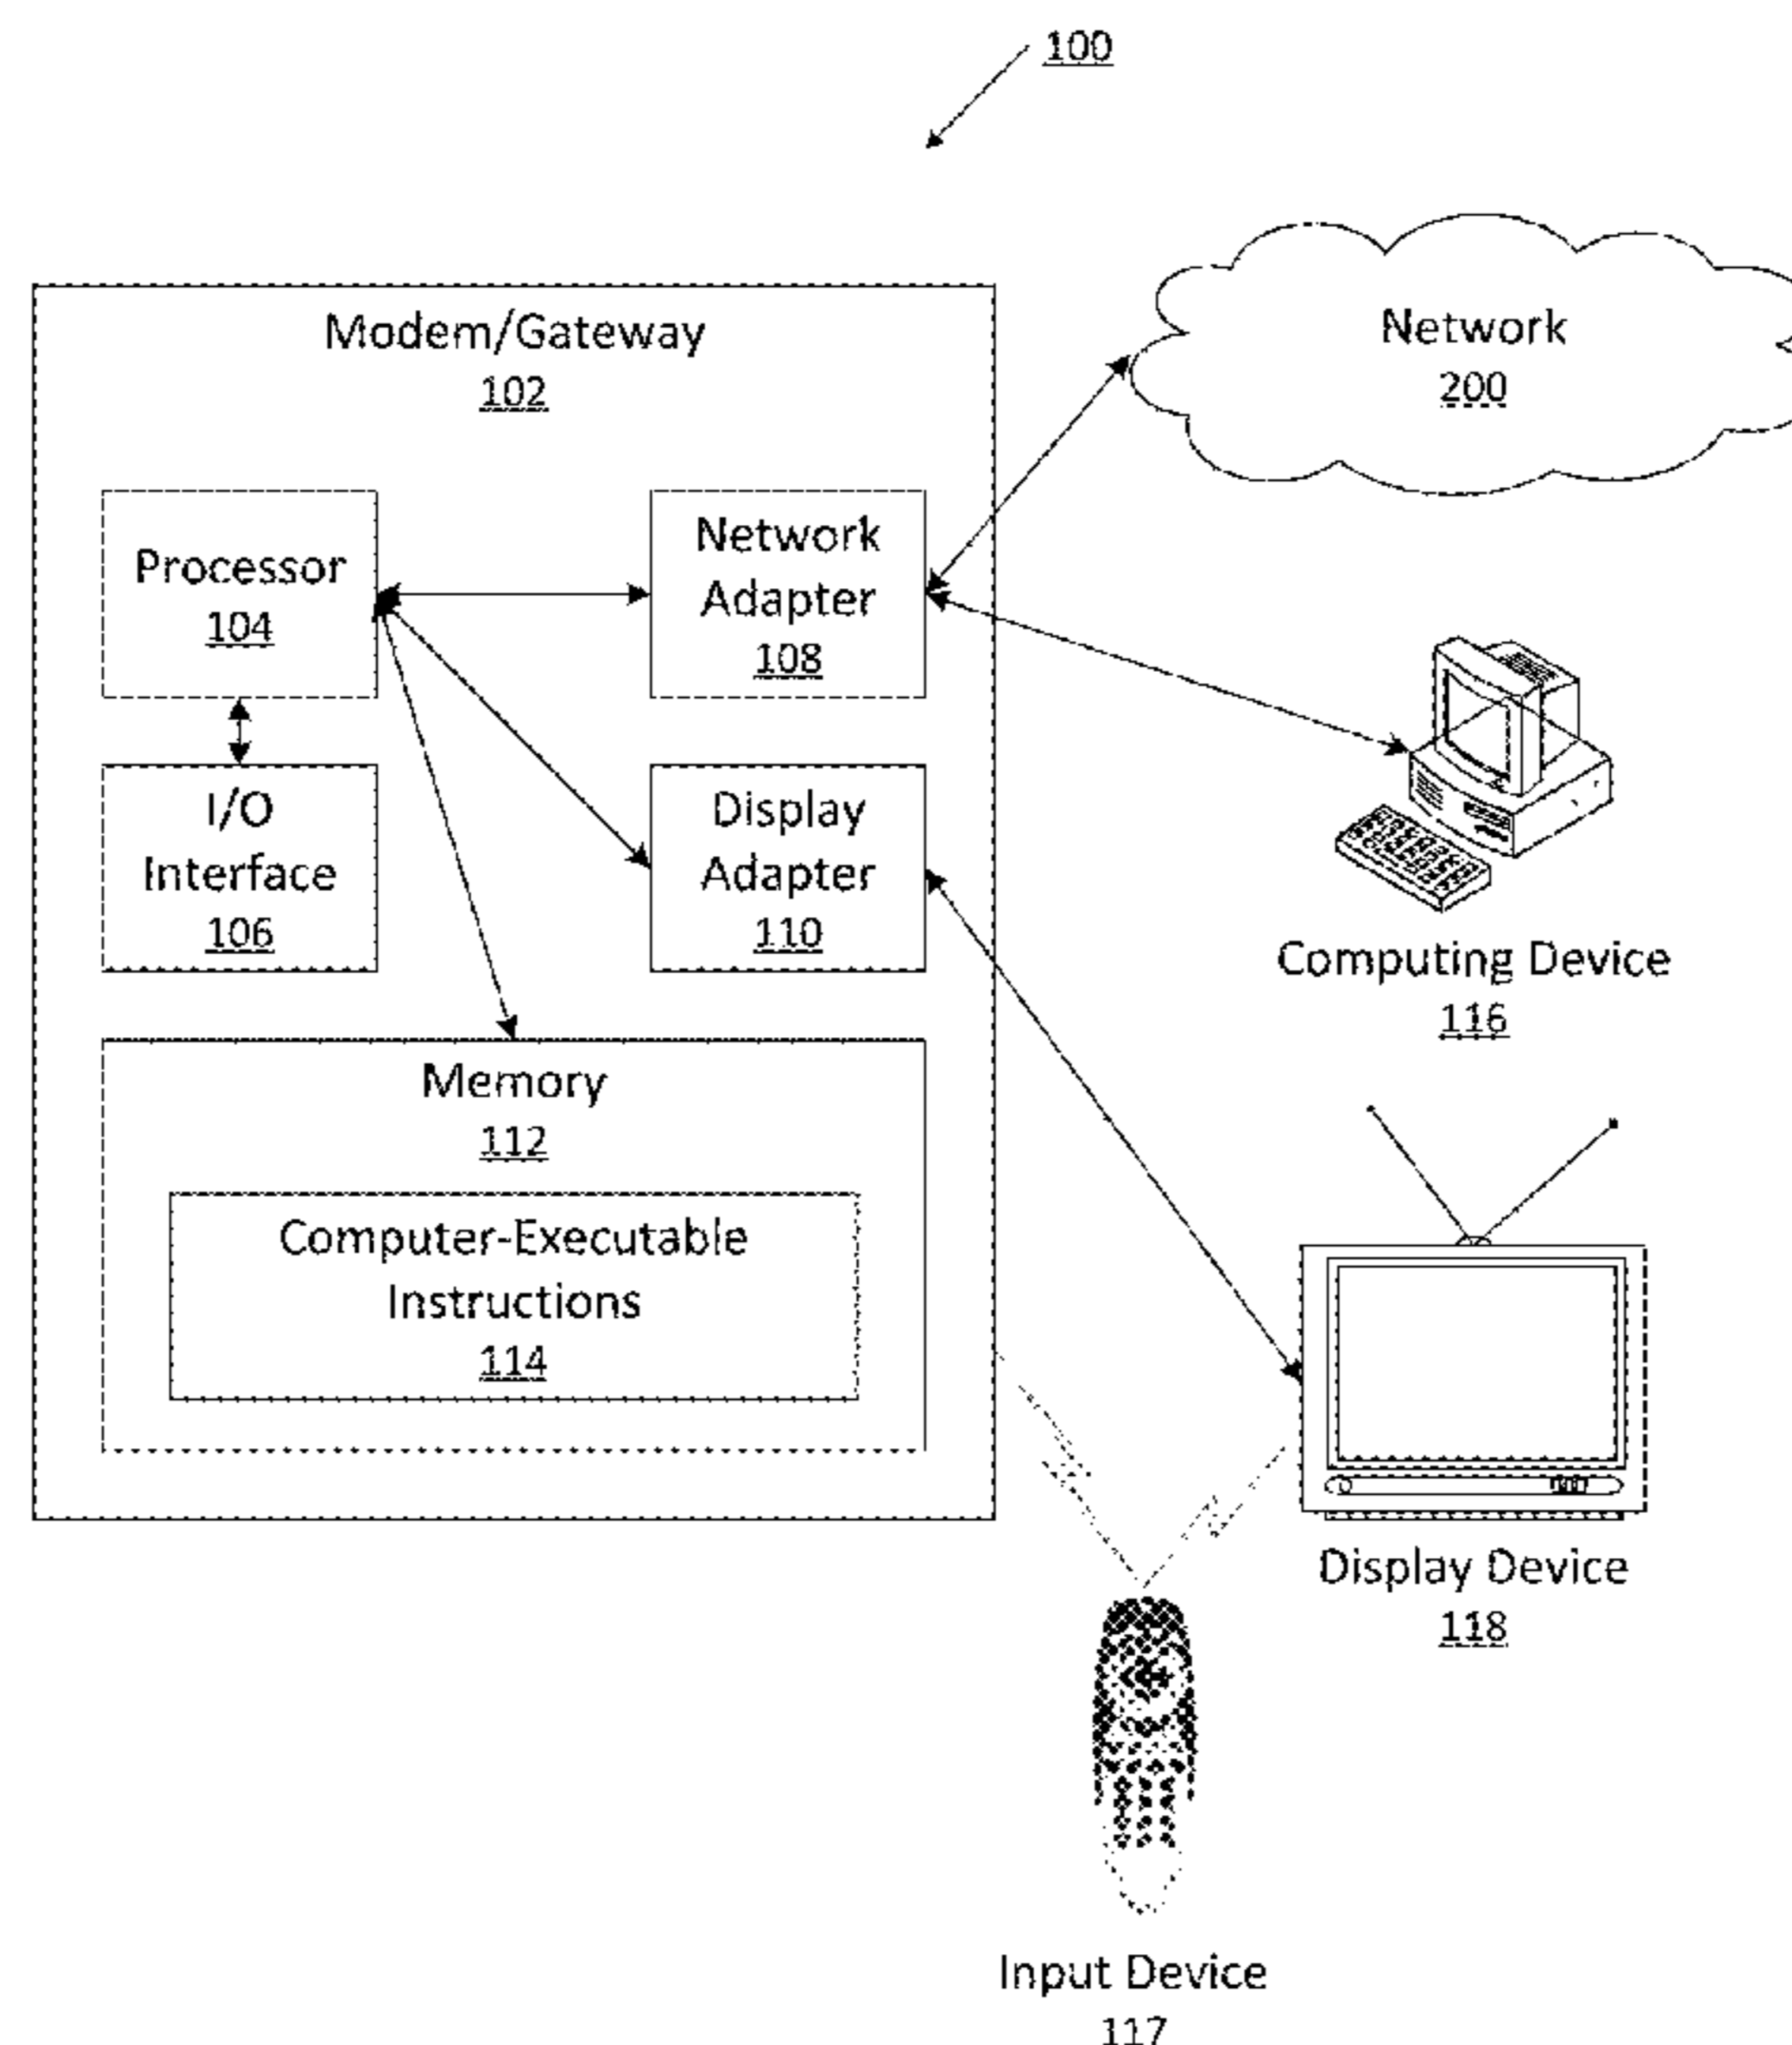 100
Modem/Gateway
102
Network
200
Processor
104
Network
Adapter
108
I/O
Interface
106
Display
Adapter
110
Computing Device
116
Memory
112
Computer-Executable
Instructions
114
Display Device
118
Input Device
117